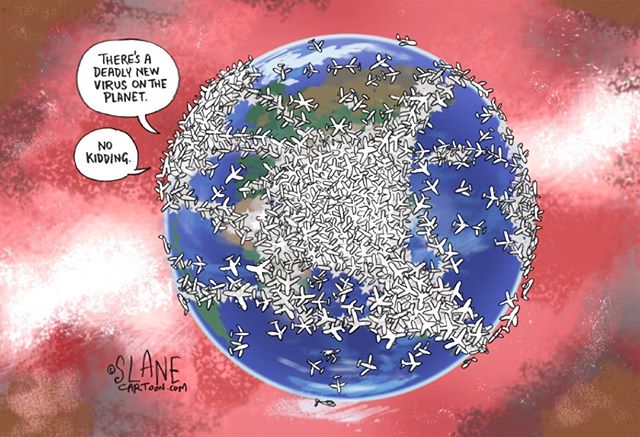 THERE'S A
DEADLY NEW
VIRUS ON THE
PLANET.
NO
KIDDING.
©SLANE
CARTOON.COM